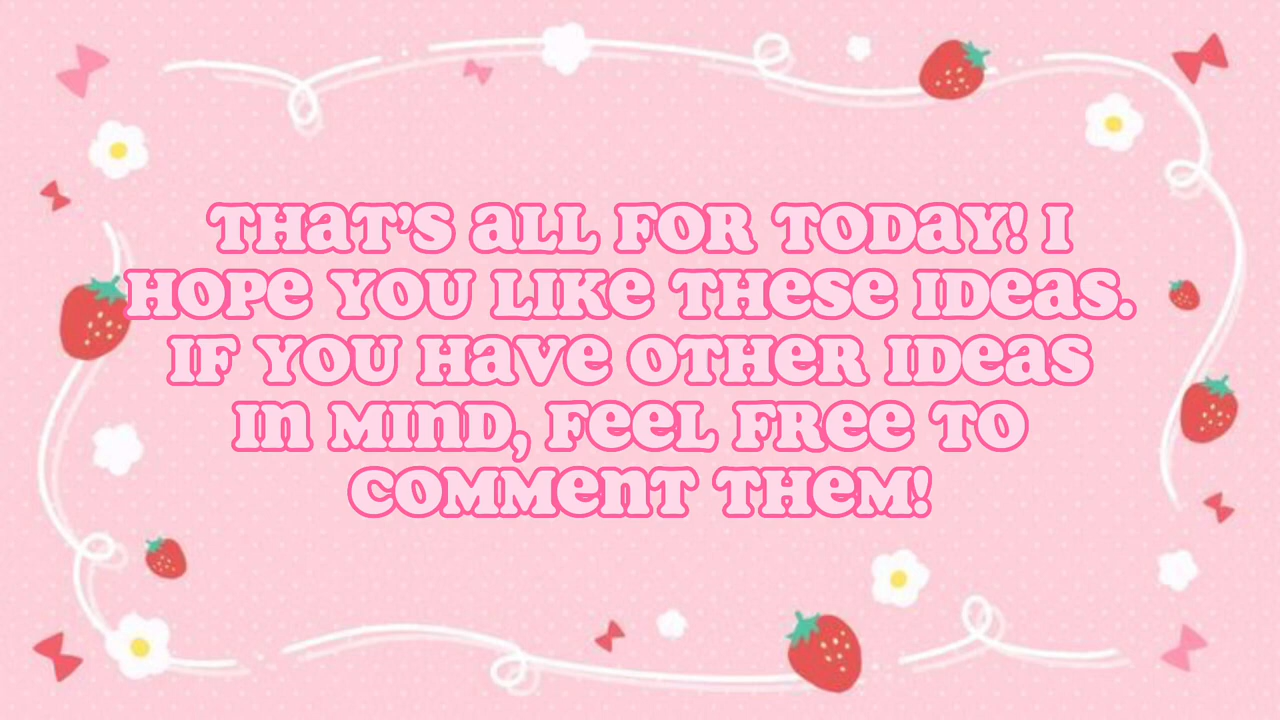 THAT'S ALL FOR TODAY! I
HOPE YOU LIKE THESE IDEAS.
IF YOU HAVE OTHER IDEAS
IN MIND, FEEL FREE TO
COMMENT THEM!